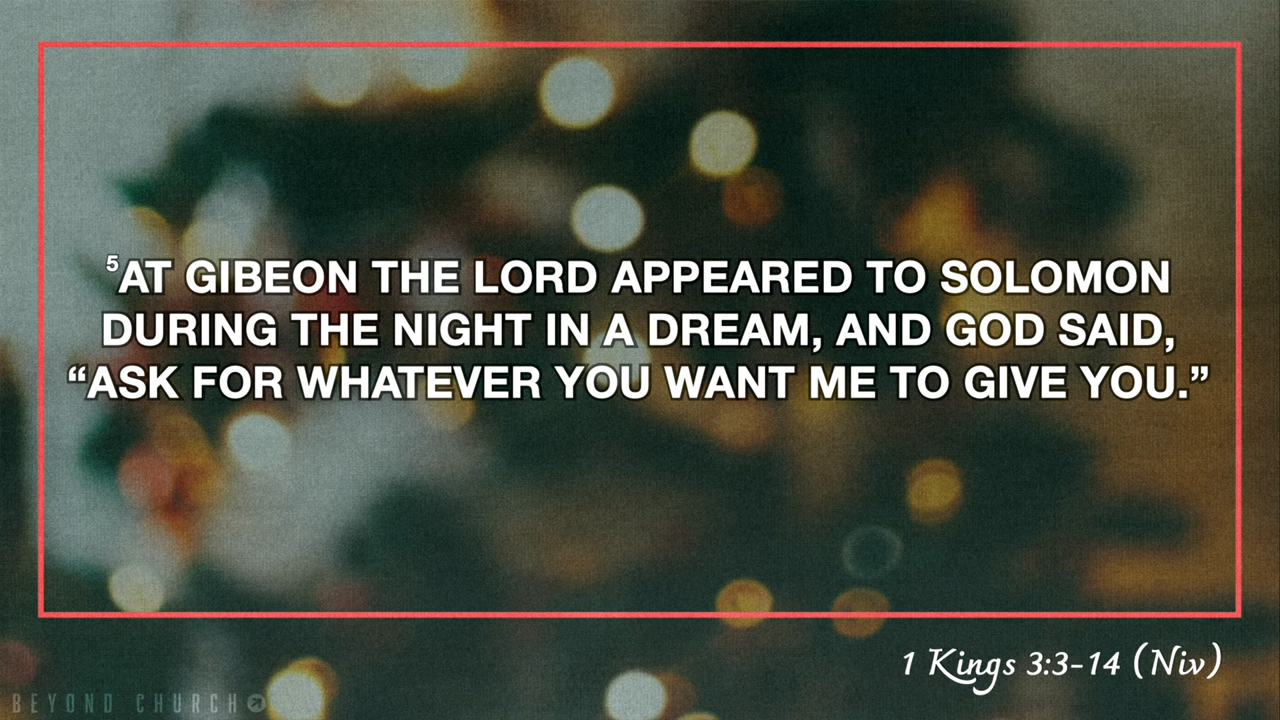 ⁵AT GIBEON THE LORD APPEARED TO SOLOMON
DURING THE NIGHT IN A DREAM, AND GOD SAID,
“ASK FOR WHATEVER YOU WANT ME TO GIVE YOU.”
1 Kings 3:3-14 (Niv)
BEYOND CHURCH